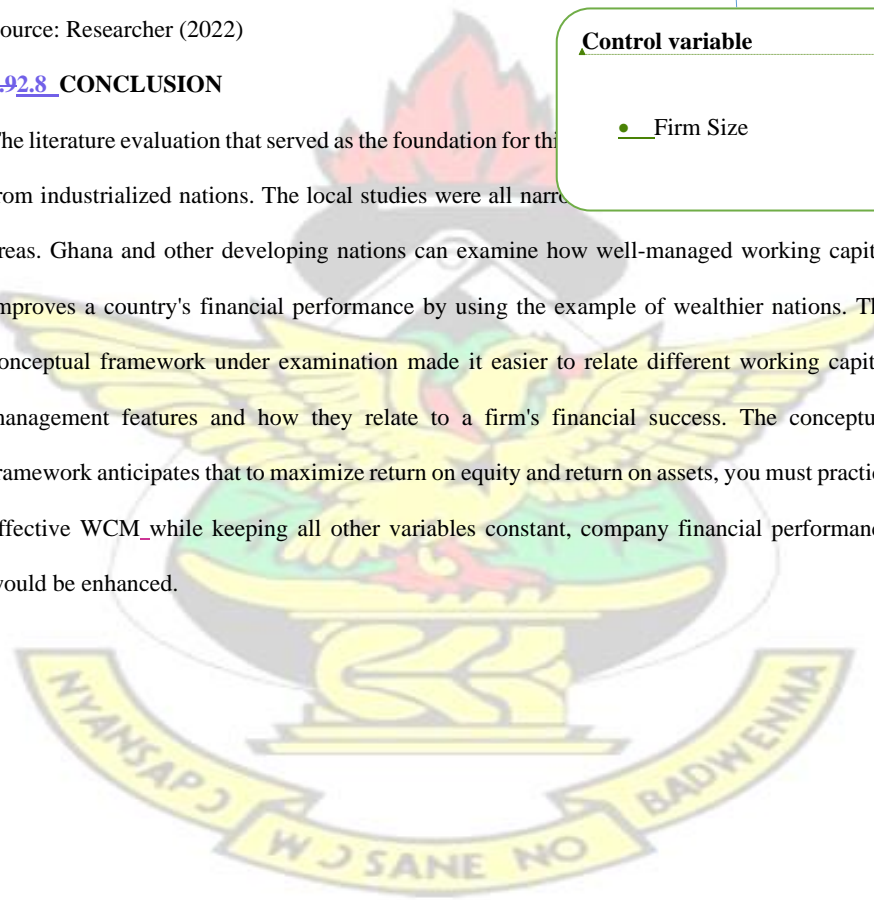 ource: Researcher (2022)
Control variable
.92.8 CONCLUSION
• Firm Size
he literature evaluation that served as the foundation for thi
rom industrialized nations. The local studies were all narro
reas. Ghana and other developing nations can examine how well-managed working capit
mproves a country's financial performance by using the example of wealthier nations. Th
onceptual framework under examination made it easier to relate different working capit
nanagement features and how they relate to a firm's financial success. The conceptu
ramework anticipates that to maximize return on equity and return on assets, you must practic
ffective WCM while keeping all other variables constant, company financial performanc
vould be enhanced.
NYANSAPƆ WƆSANE NO BADWENMA